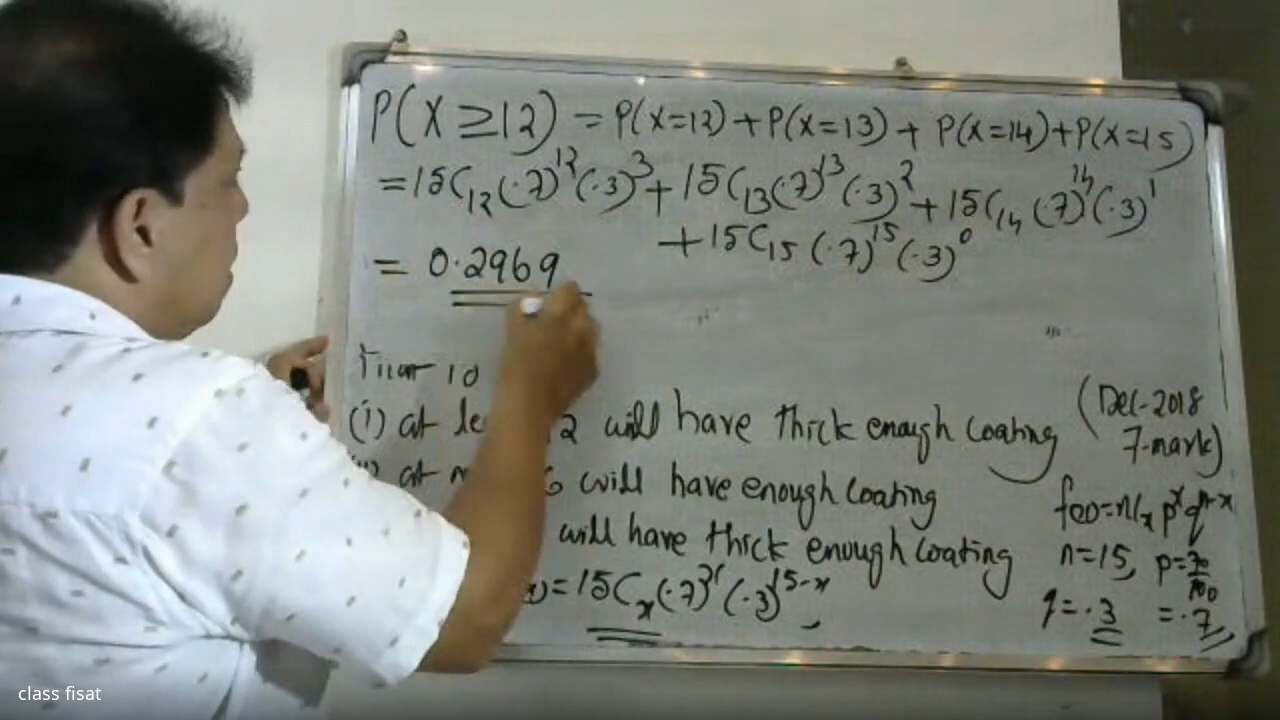 P(X≥12) = P(X=12) + P(X=13) + P(X=14) + P(X=15)
= 15C₁₂(.7)¹²(.3)³ + 15C₁₃(.7)¹³(.3)² + 15C₁₄(.7)¹⁴(.3)¹
+ 15C₁₅(.7)¹⁵(.3)⁰
= 0.2969
(i) at 12 will have thick enough coating
(Dec-2018
7-mark)
at will have enough coating
will have thick enough coating
= 15Cₓ(.7)ˣ(.3)¹⁵⁻ˣ
f(x)=nCₓ pˣ qⁿ⁻ˣ
n=15, p=70/100
q=.3 =.7
class fisat